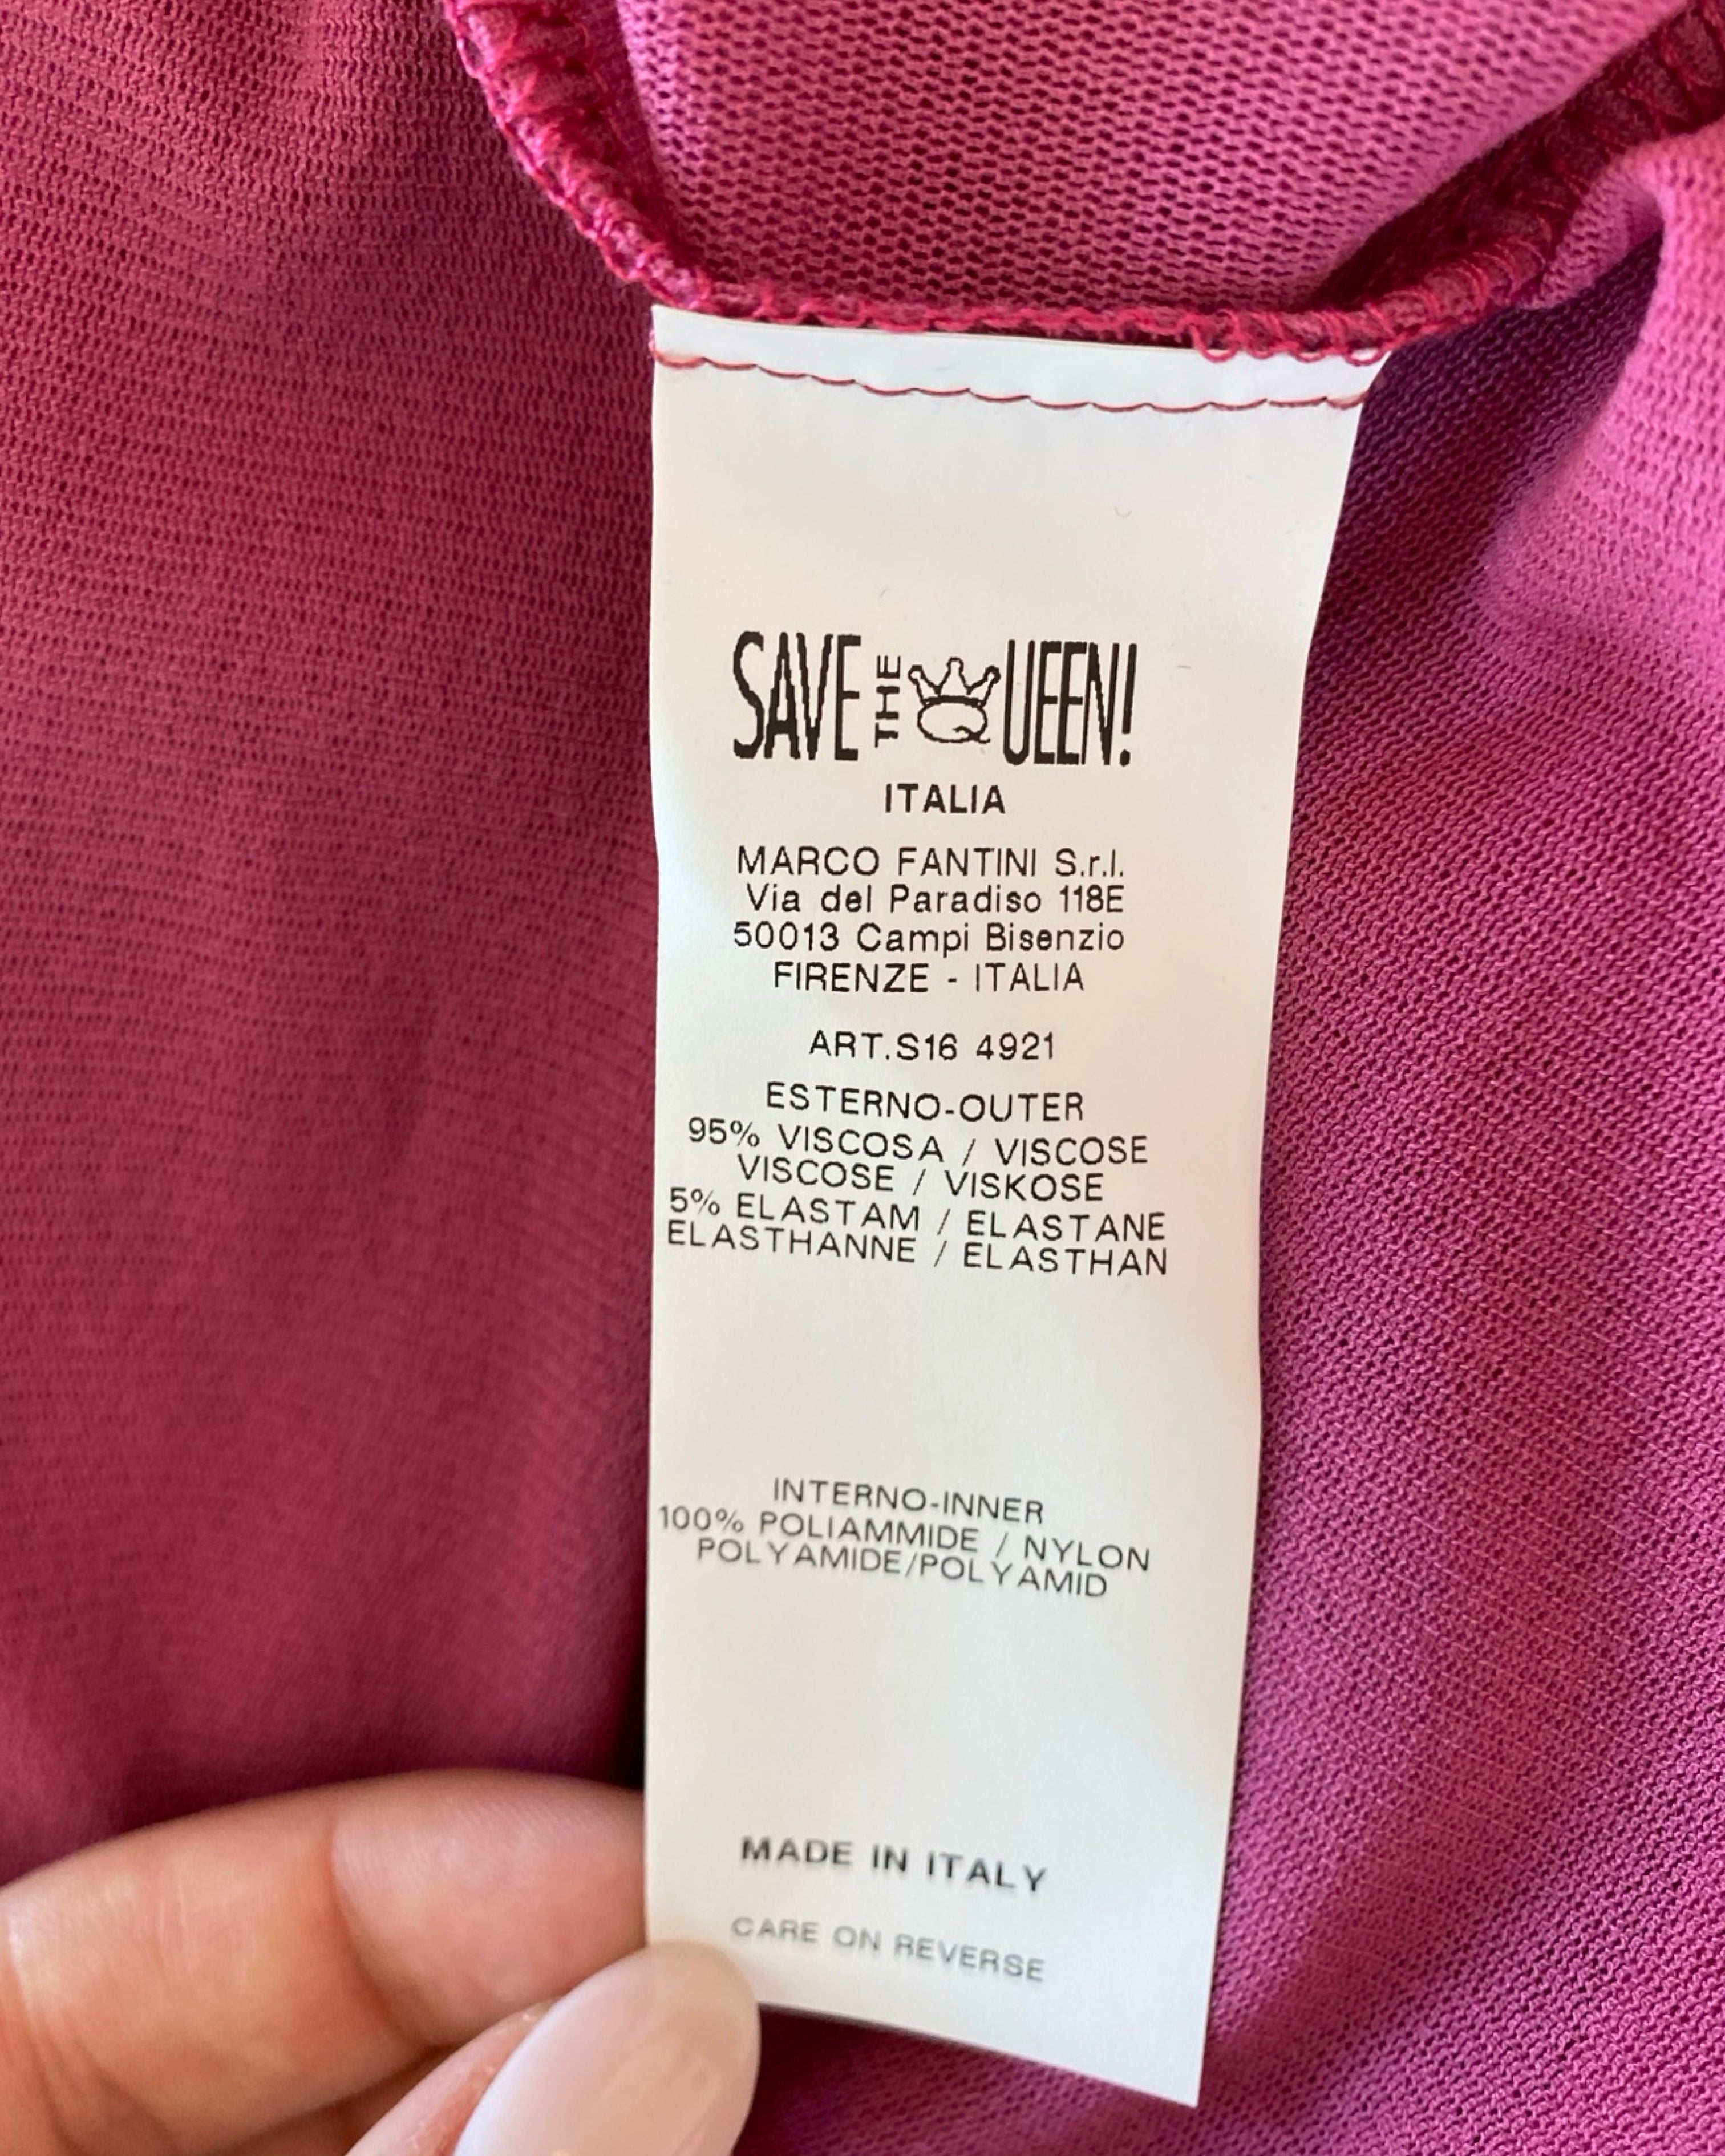 SAVE THE QUEEN!
ITALIA
MARCO FANTINI S.r.l.
Via del Paradiso 118E
50013 Campi Bisenzio
FIRENZE - ITALIA
ART.S16 4921
ESTERNO-OUTER
95% VISCOSA / VISCOSE
VISCOSE / VISKOSE
5% ELASTAM / ELASTANE
ELASTHANNE / ELASTHAN
INTERNO-INNER
100% POLIAMMIDE / NYLON
POLYAMIDE/POLYAMID
MADE IN ITALY
CARE ON REVERSE